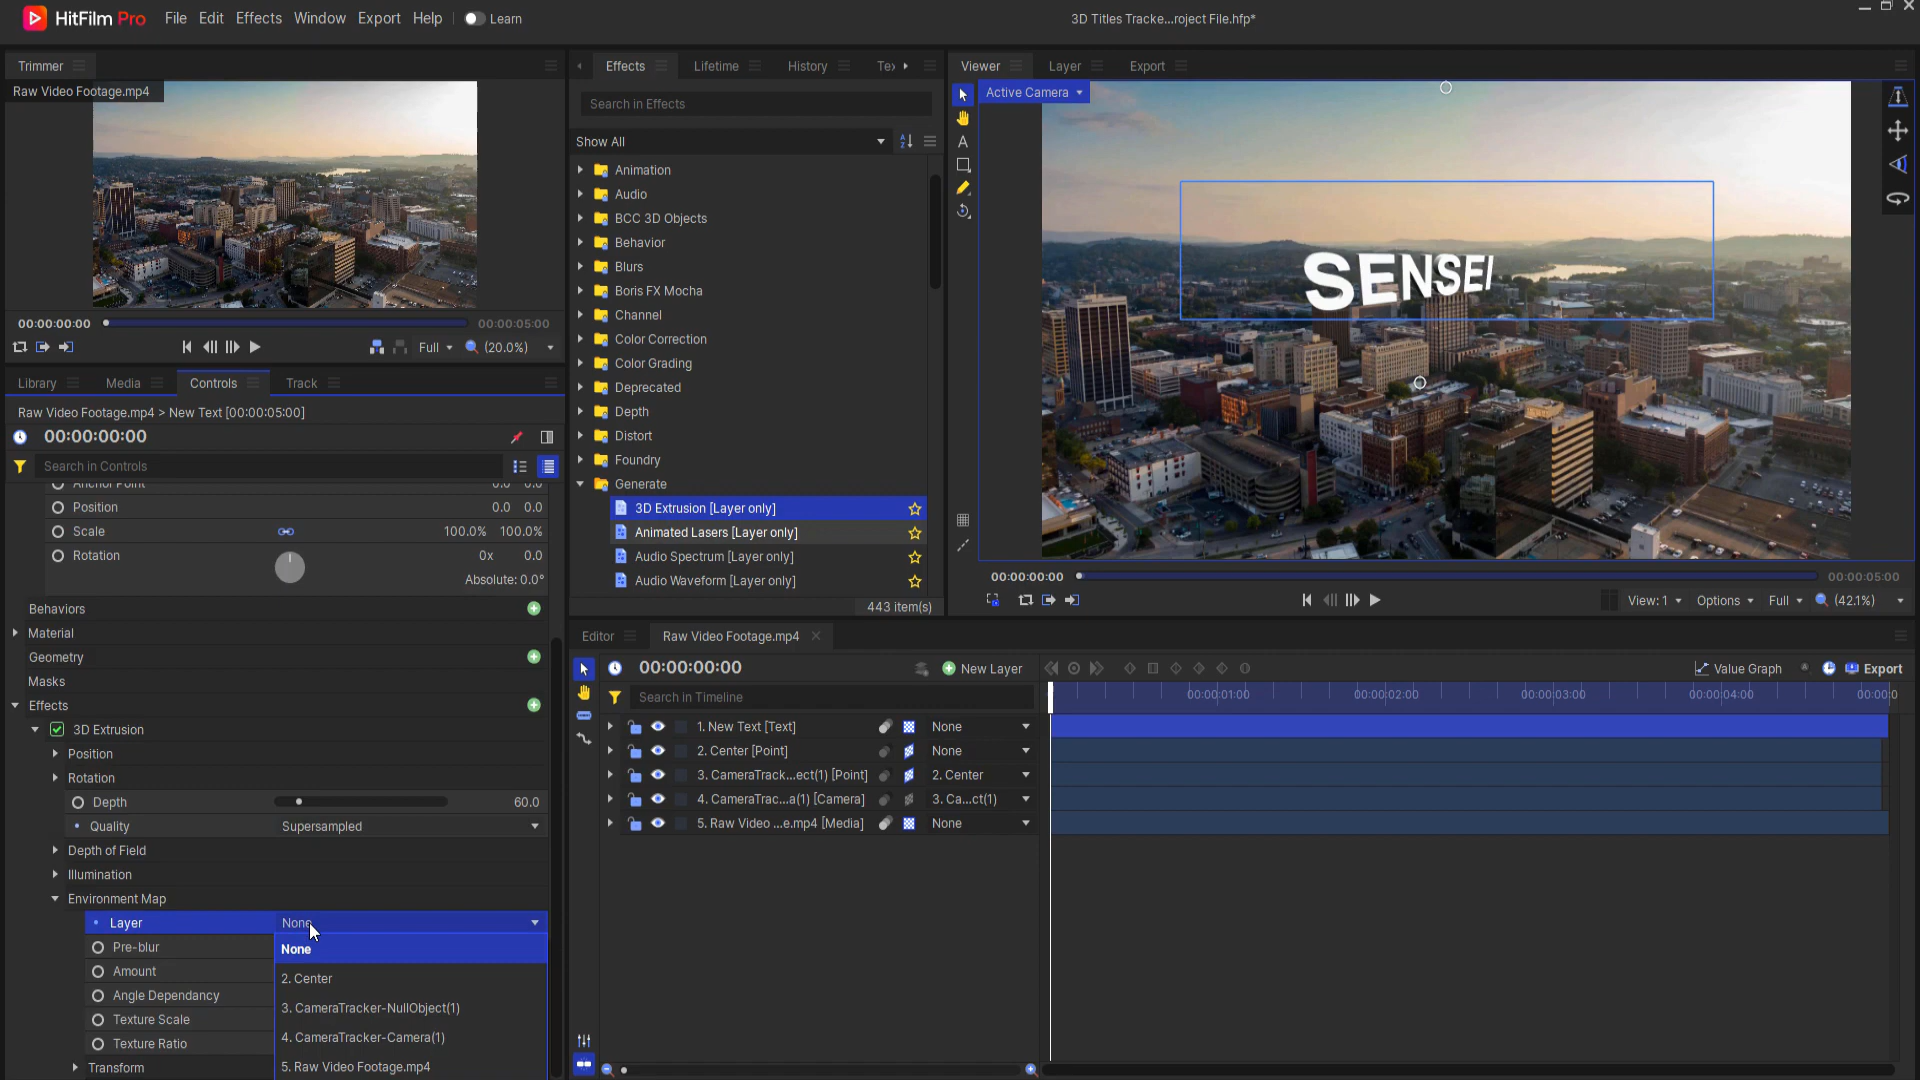 HitFilm Pro File Edit Effects Window Export Help Learn 3D Titles Tracke...roject File.hfp*
Trimmer
Raw Video Footage.mp4
00:00:00:00 00:00:05:00
Full (20.0%)
Library Media Controls Track
Raw Video Footage.mp4 > New Text [00:00:05:00]
00:00:00:00
Search in Controls
Anchor Point 0.0 0.0
Position 0.0 0.0
Scale 100.0% 100.0%
Rotation 0x 0.0
Absolute: 0.0°
Behaviors
Material
Geometry
Masks
Effects
3D Extrusion
Position
Rotation
Depth 60.0
Quality Supersampled
Depth of Field
Illumination
Environment Map
Layer None
Pre-blur
Amount
Angle Dependancy
Texture Scale
Texture Ratio
Transform
None
2. Center
3. CameraTracker-NullObject(1)
4. CameraTracker-Camera(1)
5. Raw Video Footage.mp4
Effects Lifetime History Te>
Search in Effects
Show All
Animation
Audio
BCC 3D Objects
Behavior
Blurs
Boris FX Mocha
Channel
Color Correction
Color Grading
Deprecated
Depth
Distort
Foundry
Generate
3D Extrusion [Layer only]
Animated Lasers [Layer only]
Audio Spectrum [Layer only]
Audio Waveform [Layer only]
443 item(s)
Viewer Layer Export
Active Camera
SENSEI
00:00:00:00 00:00:05:00
View: 1 Options Full (42.1%)
Editor Raw Video Footage.mp4
00:00:00:00 New Layer Value Graph Export
Search in Timeline 00:00:01:00 00:00:02:00 00:00:03:00 00:00:04:00 00:00:0
1. New Text [Text] None
2. Center [Point] None
3. CameraTrack...ect(1) [Point] 2. Center
4. CameraTrac...a(1) [Camera] 3. Ca...ct(1)
5. Raw Video ...e.mp4 [Media] None